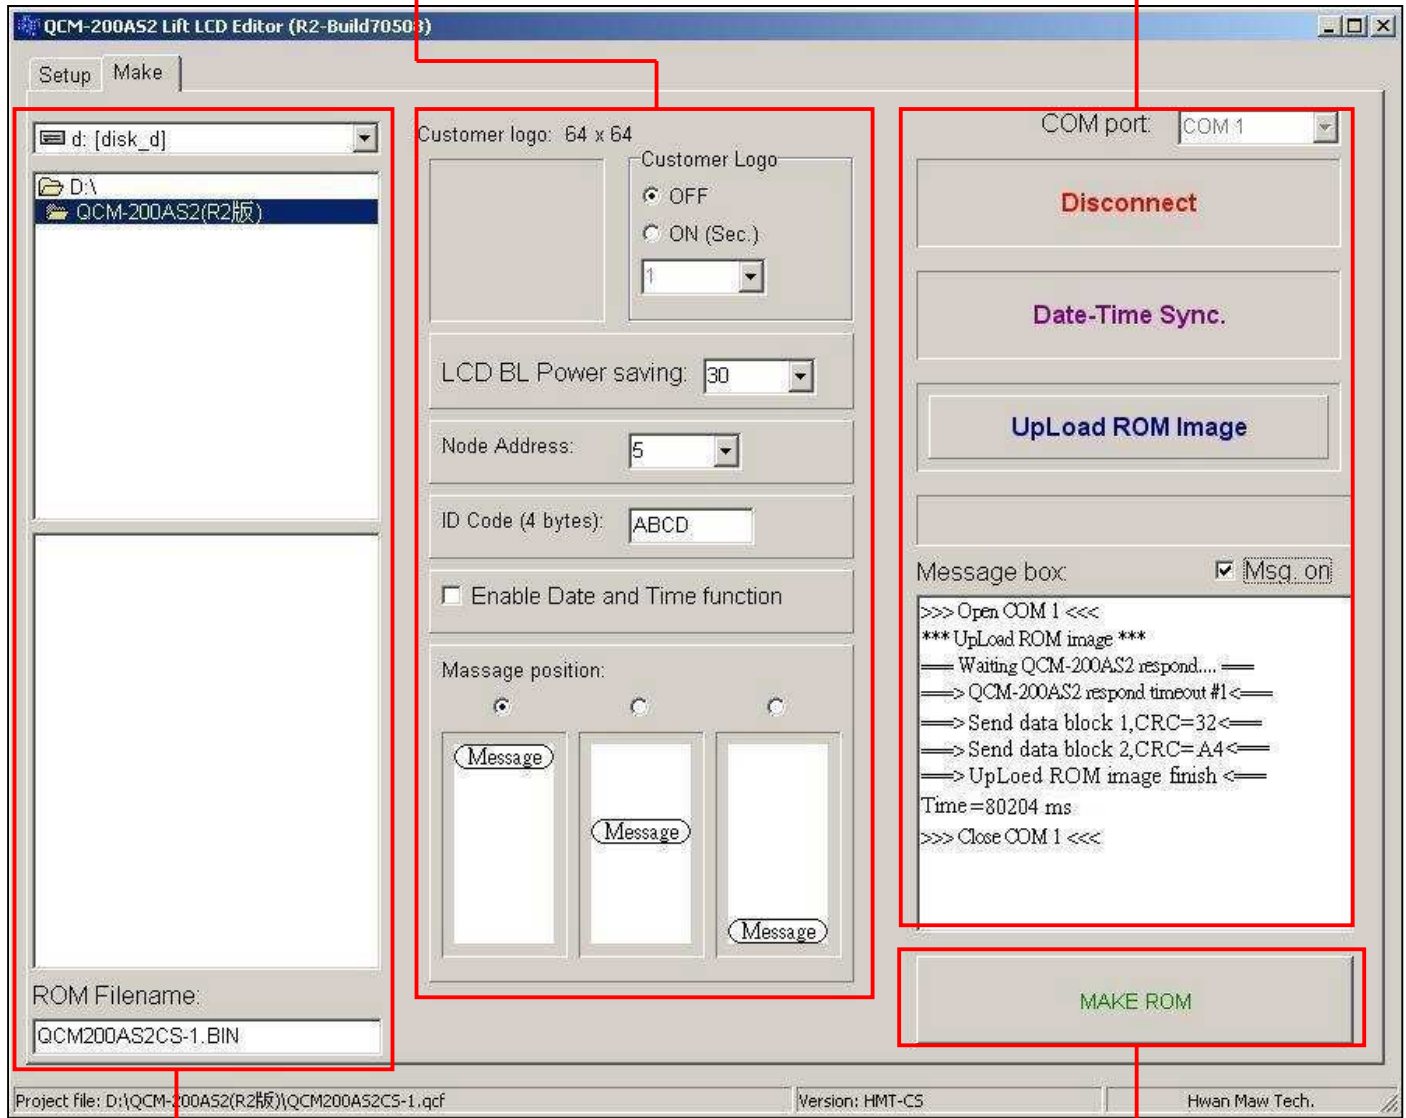 QCM-200AS2 Lift LCD Editor (R2-Build70503)
Setup
Make
d: [disk_d]
D:\
QCM-200AS2(R2版)
ROM Filename:
QCM200AS2CS-1.BIN
Customer logo: 64 x 64
Customer Logo
OFF
ON (Sec.)
1
LCD BL Power saving: 30
Node Address: 5
ID Code (4 bytes): ABCD
Enable Date and Time function
Massage position:
Message
Message
Message
COM port: COM 1
Disconnect
Date-Time Sync.
UpLoad ROM Image
Message box:
Msg. on
>>> Open COM 1 <<<
*** UpLoad ROM image ***
=== Waiting QCM-200AS2 respond.... ===
===> QCM-200AS2 respond timeout #1<===
===> Send data block 1,CRC=32<===
===> Send data block 2,CRC=A4<===
===> UpLoed ROM image finish <===
Time=80204 ms
>>> Close COM 1 <<<
MAKE ROM
Project file: D:\QCM-200AS2(R2版)\QCM200AS2CS-1.qcf
Version: HMT-CS
Hwan Maw Tech.